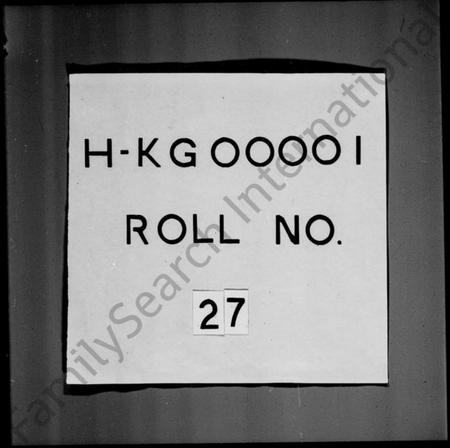 H-KG00001
ROLL NO.
27
FamilySearch International